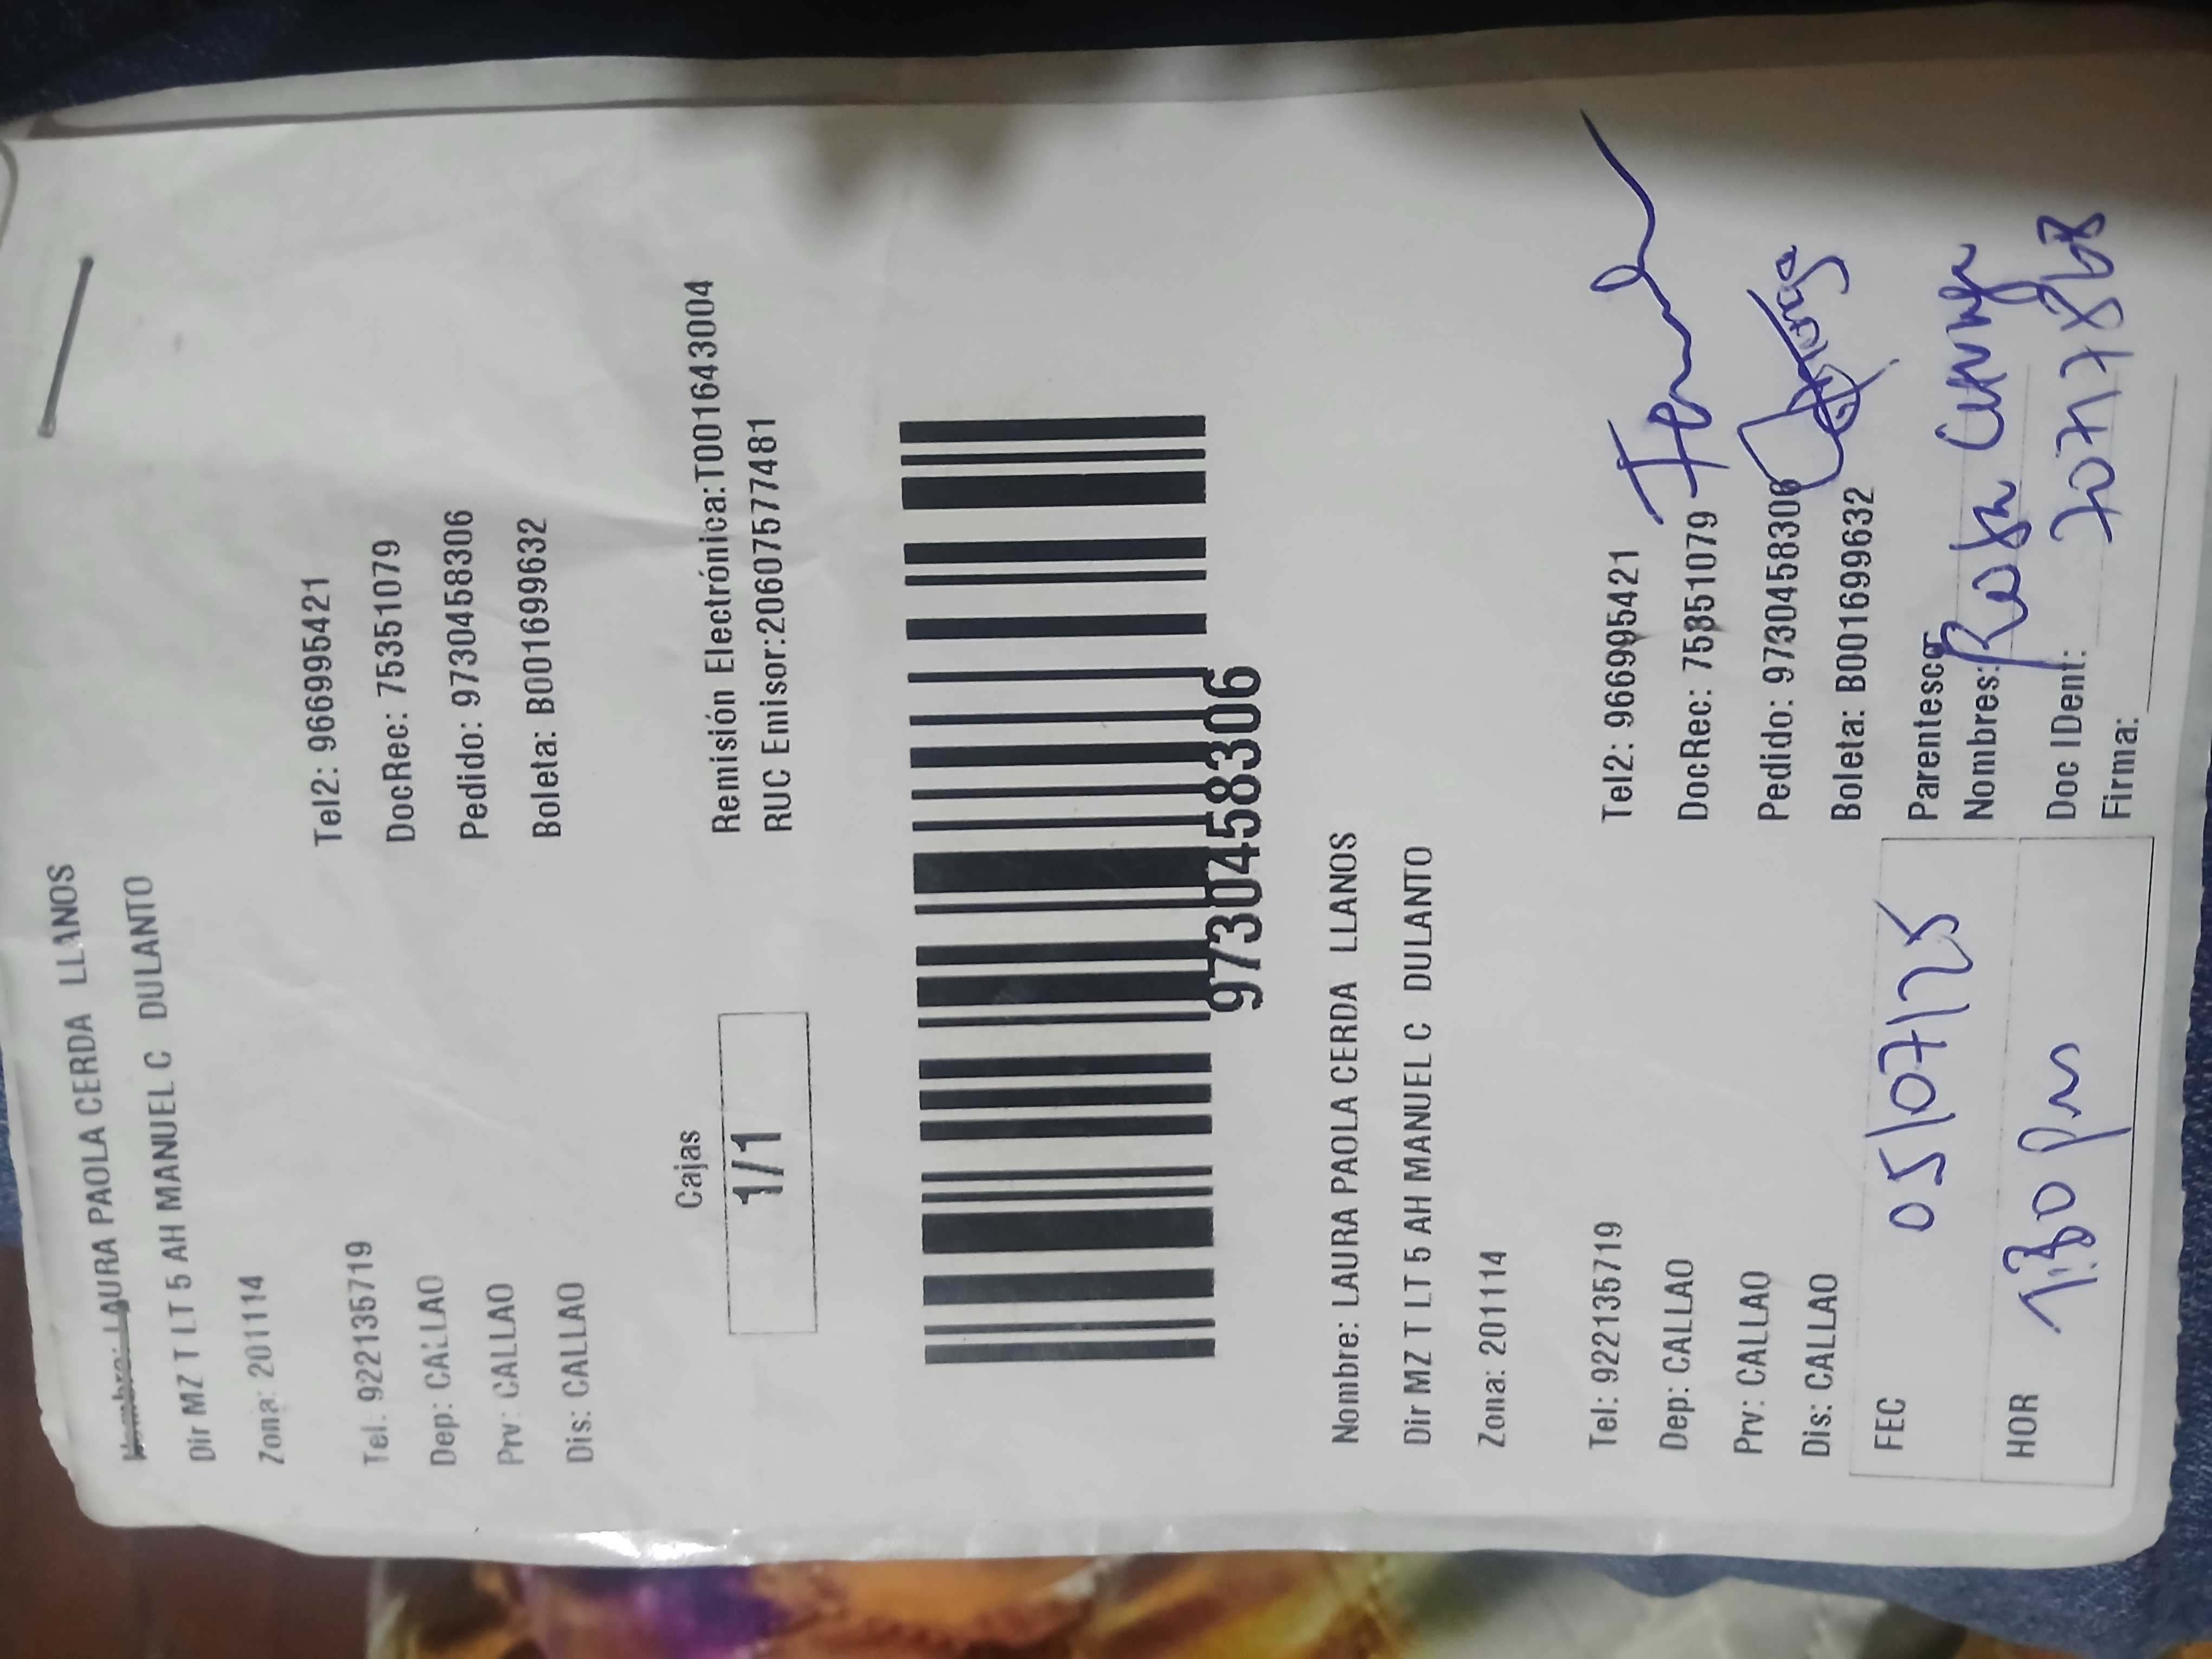 Nombre: LAURA PAOLA CERDA LLANOS
Dir MZ T LT 5 AH MANUEL C DULANTO
Zona: 201114
Tel: 922135719 Tel2: 966995421
Dep: CALLAO DocRec: 75351079
Prv: CALLAO Pedido: 9730458306
Dis: CALLAO Boleta: B001699632
Cajas
1/1
Remisión Electrónica:T001643004
RUC Emisor:20607577481
9730458306
Nombre: LAURA PAOLA CERDA LLANOS
Dir MZ T LT 5 AH MANUEL C DULANTO
Zona: 201114
Tel: 922135719 Tel2: 966995421
Dep: CALLAO DocRec: 75351079
Prv: CALLAO Pedido: 9730458306
Dis: CALLAO Boleta: B001699632
FEC 05/07/25
HOR 1:30 pm
Parentesco
Nombres: Rosa
Doc IDent:
Firma: